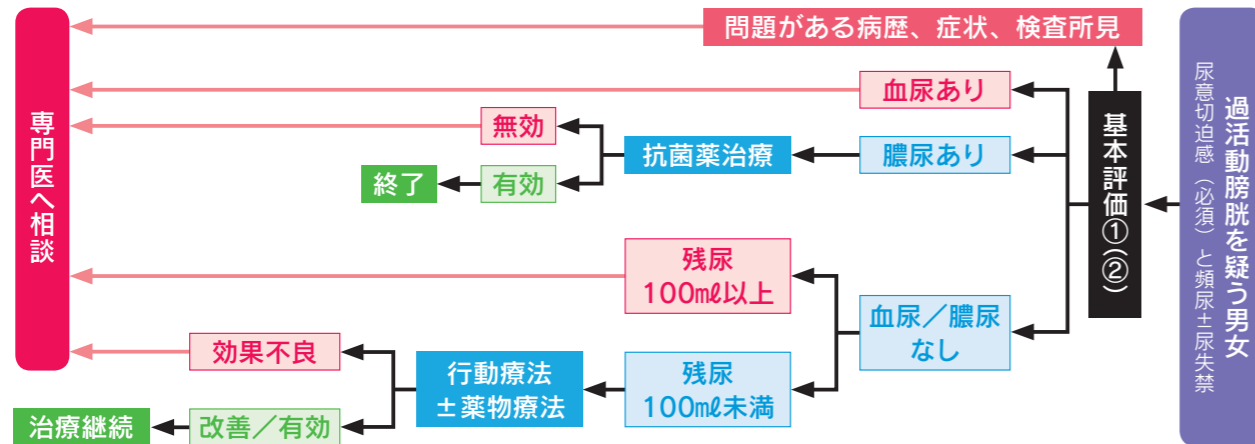 過活動膀胱を疑う男女
尿意切迫感（必須）と頻尿±尿失禁
基本評価①(②)
問題がある病歴、症状、検査所見
血尿あり
膿尿あり
抗菌薬治療
無効
有効
終了
血尿／膿尿
なし
残尿
100mℓ以上
残尿
100mℓ未満
行動療法
±薬物療法
効果不良
改善／有効
治療継続
専門医へ相談